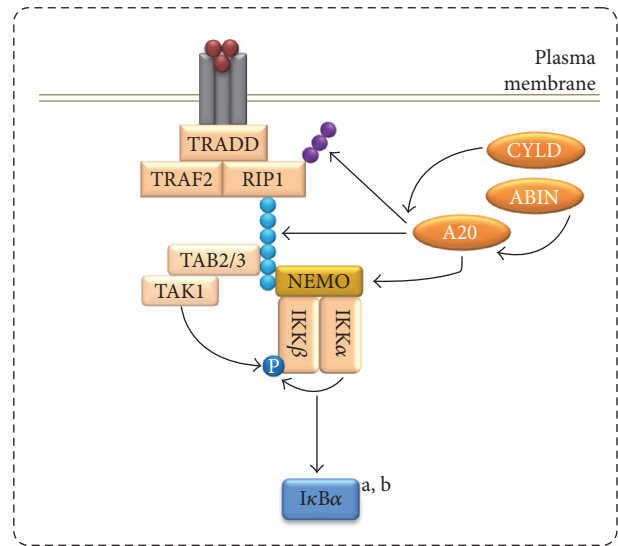 Plasma
membrane
TRADD
TRAF2
RIP1
CYLD
ABIN
A20
TAB2/3
TAK1
NEMO
IKKβ
IKKα
P
IκBα
a, b